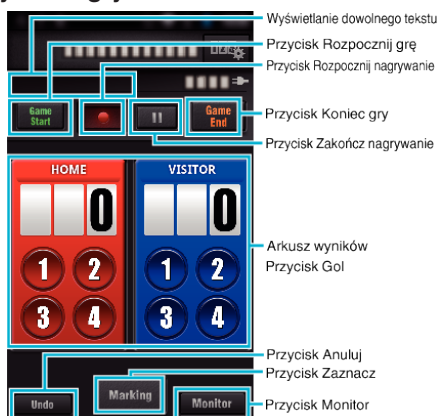 Wyświetlanie dowolnego tekstu
Przycisk Rozpocznij grę
Przycisk Rozpocznij nagrywanie
Game Start
Game End
Przycisk Koniec gry
Przycisk Zakończ nagrywanie
HOME
VISITOR
0
0
1 2
1 2
Arkusz wyników
Przycisk Gol
3 4
3 4
Przycisk Anuluj
Przycisk Zaznacz
Undo
Marking
Monitor
Przycisk Monitor